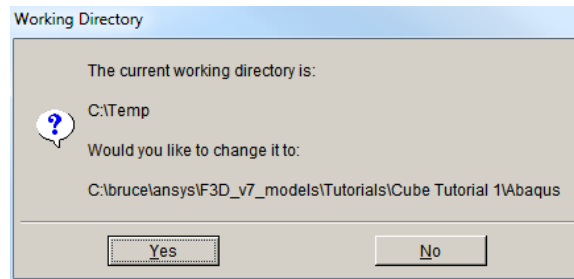 Working Directory
The current working directory is:
C:\Temp
Would you like to change it to:
C:\bruce\ansys\F3D_v7_models\Tutorials\Cube Tutorial 1\Abaqus
Yes No